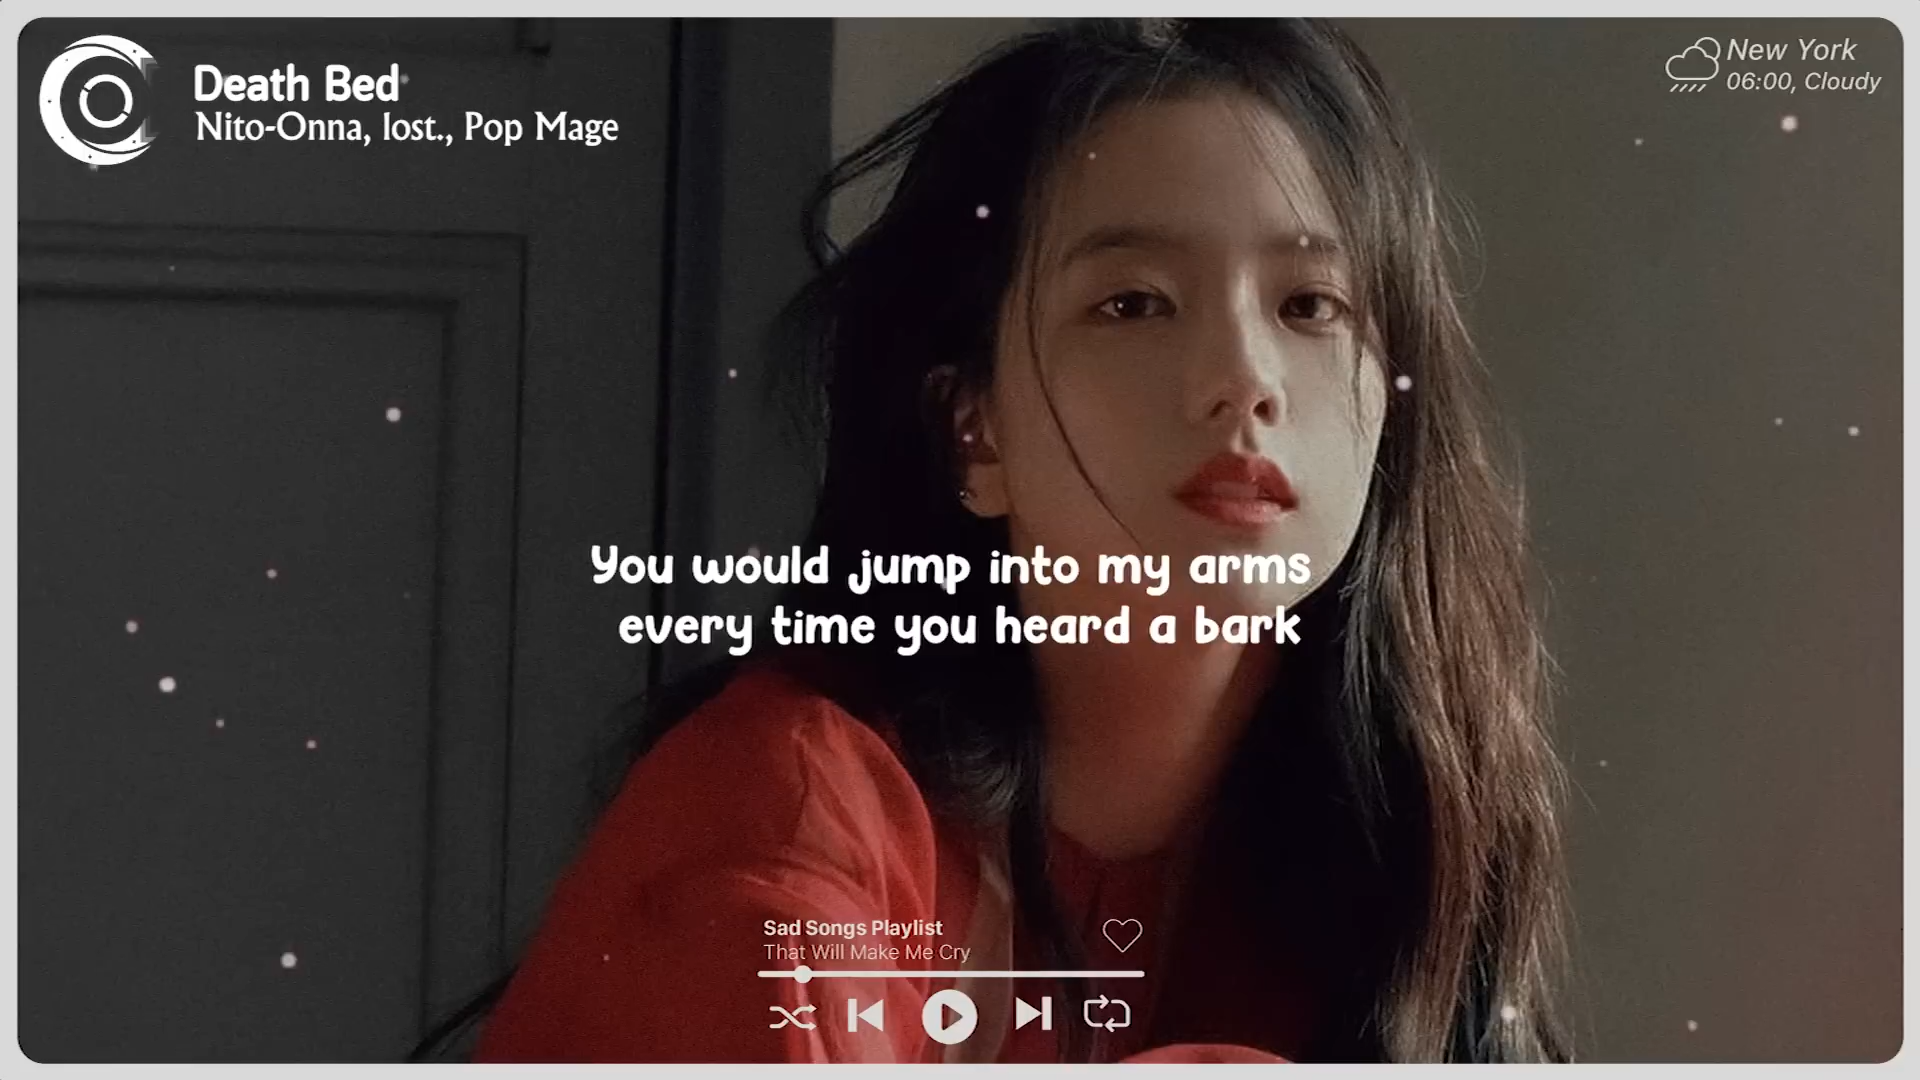 Death Bed
Nito-Onna, lost., Pop Mage
New York
06:00, Cloudy
You would jump into my arms
every time you heard a bark
Sad Songs Playlist
That Will Make Me Cry